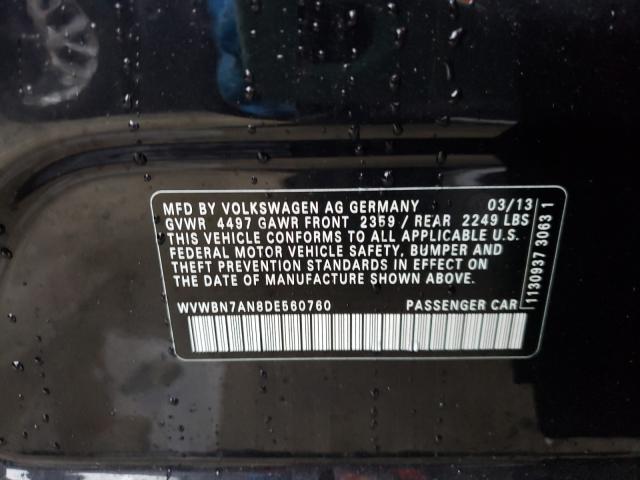 MFD BY VOLKSWAGEN AG GERMANY 03/13
GVWR 4497 GAWR FRONT 2359 / REAR 2249 LBS
THIS VEHICLE CONFORMS TO ALL APPLICABLE U.S.
FEDERAL MOTOR VEHICLE SAFETY, BUMPER AND
THEFT PREVENTION STANDARDS IN EFFECT ON
THE DATE OF MANUFACTURE SHOWN ABOVE.
WVWBN7AN8DE560760 PASSENGER CAR
1130937 3063 1